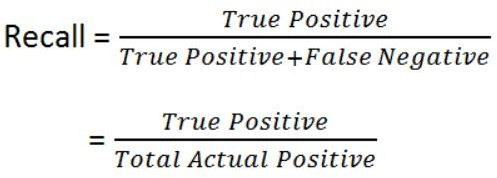 Recall = True Positive
True Positive+False Negative
= True Positive
Total Actual Positive